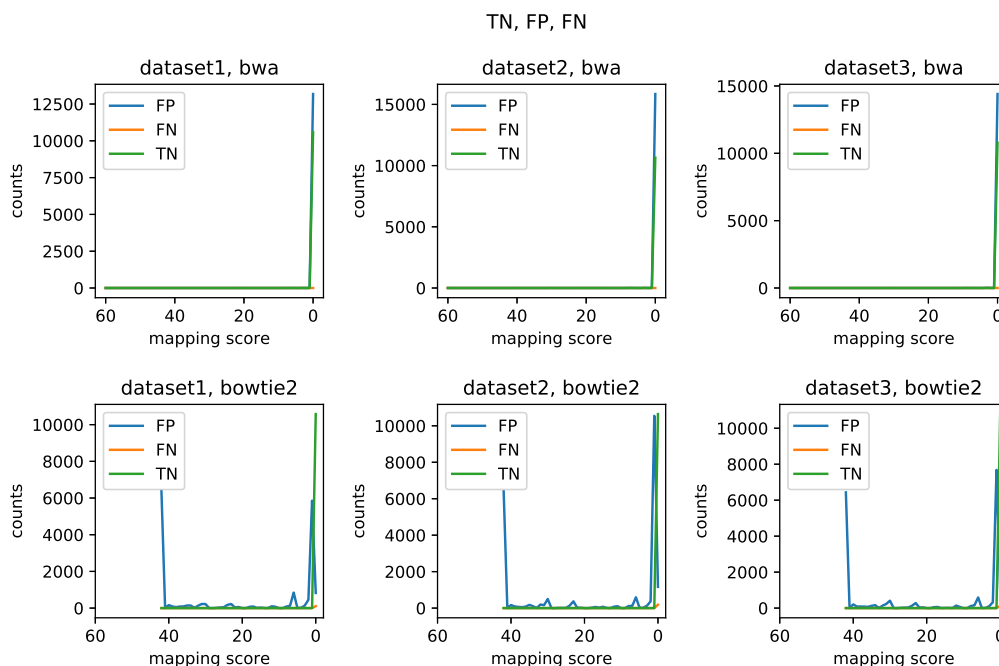 TN, FP, FN
dataset1, bwa
12500
10000
7500
5000
2500
0
counts
FP
FN
TN
60 40 20 0
mapping score
dataset2, bwa
15000
10000
5000
0
counts
FP
FN
TN
60 40 20 0
mapping score
dataset3, bwa
15000
10000
5000
0
counts
FP
FN
TN
60 40 20 0
mapping score
dataset1, bowtie2
10000
8000
6000
4000
2000
0
counts
FP
FN
TN
60 40 20 0
mapping score
dataset2, bowtie2
10000
8000
6000
4000
2000
0
counts
FP
FN
TN
60 40 20 0
mapping score
dataset3, bowtie2
10000
8000
6000
4000
2000
0
counts
FP
FN
TN
60 40 20 0
mapping score